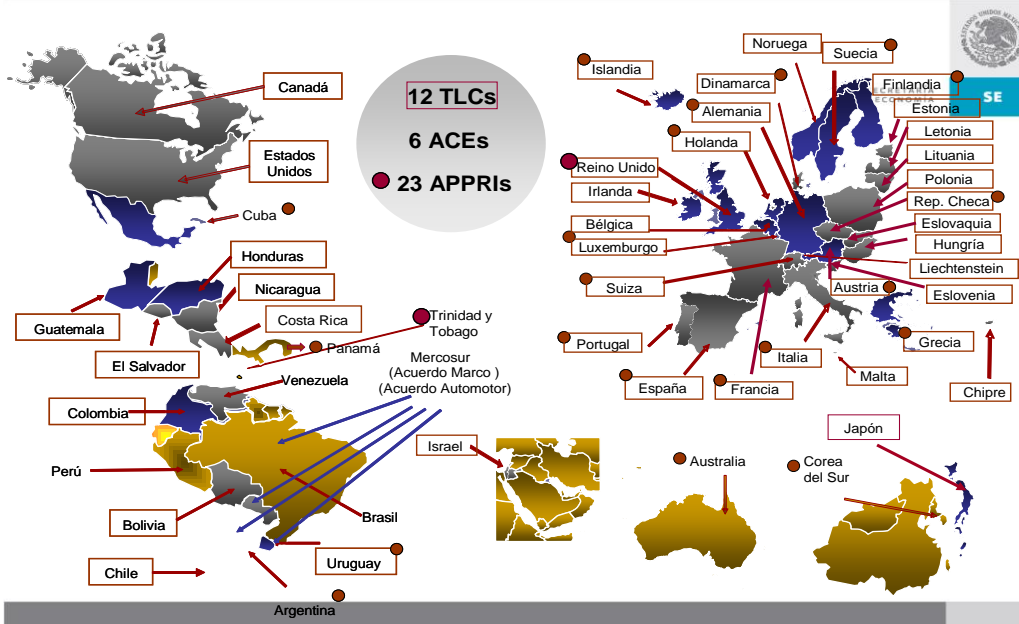 Canadá
Estados
Unidos
Cuba
12 TLCs
6 ACEs
23 APPRIs
Honduras
Nicaragua
Costa Rica
Guatemala
El Salvador
Panamá
Trinidad y
Tobago
Mercosur
(Acuerdo Marco )
(Acuerdo Automotor)
Venezuela
Colombia
Perú
Bolivia
Brasil
Uruguay
Chile
Argentina
Israel
Australia
Corea
del Sur
Japón
Islandia
Noruega
Suecia
Dinamarca
Finlandia
Alemania
Holanda
Reino Unido
Irlanda
Bélgica
Luxemburgo
Suiza
Portugal
España
Francia
Italia
Malta
Grecia
Chipre
Austria
Estonia
Letonia
Lituania
Polonia
Rep. Checa
Eslovaquia
Hungría
Liechtenstein
Eslovenia
SE